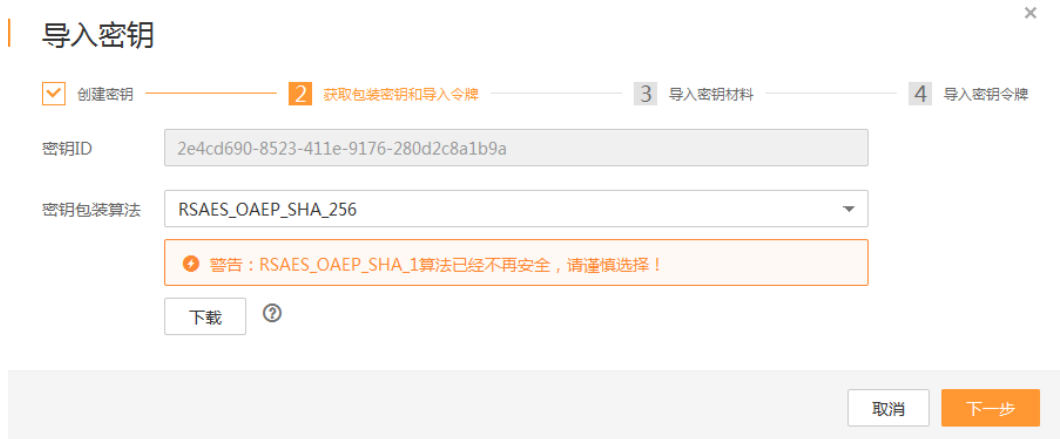 导入密钥
×
创建密钥 2 获取包装密钥和导入令牌 3 导入密钥材料 4 导入密钥令牌
密钥ID 2e4cd690-8523-411e-9176-280d2c8a1b9a
密钥包装算法 RSAES_OAEP_SHA_256
警告：RSAES_OAEP_SHA_1算法已经不再安全，请谨慎选择！
下载 ?
取消 下一步